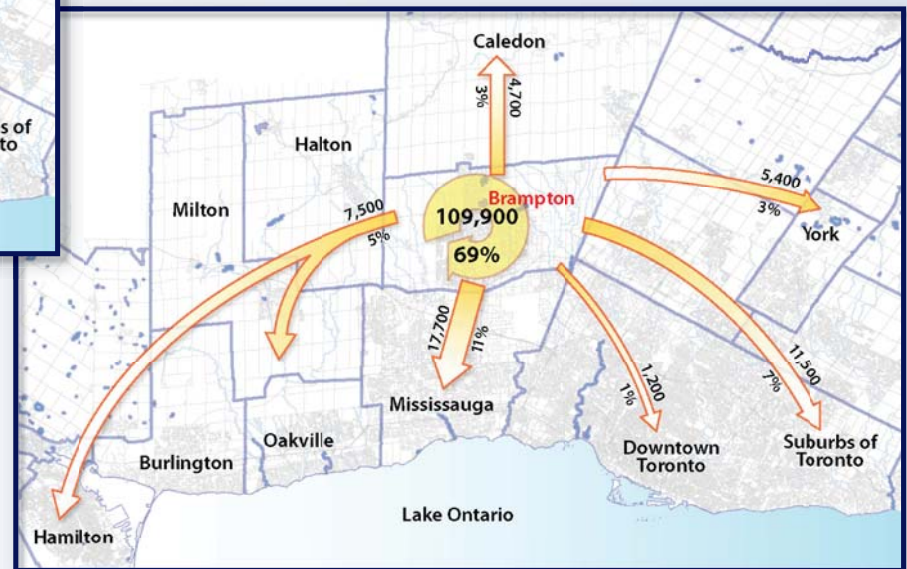 s of
to
Caledon
3%
4,700
Halton
Milton
7,500
5%
Brampton
109,900
69%
5,400
3%
York
17,700
11%
1,200
1%
11,500
7%
Mississauga
Oakville
Burlington
Downtown
Toronto
Suburbs of
Toronto
Lake Ontario
Hamilton